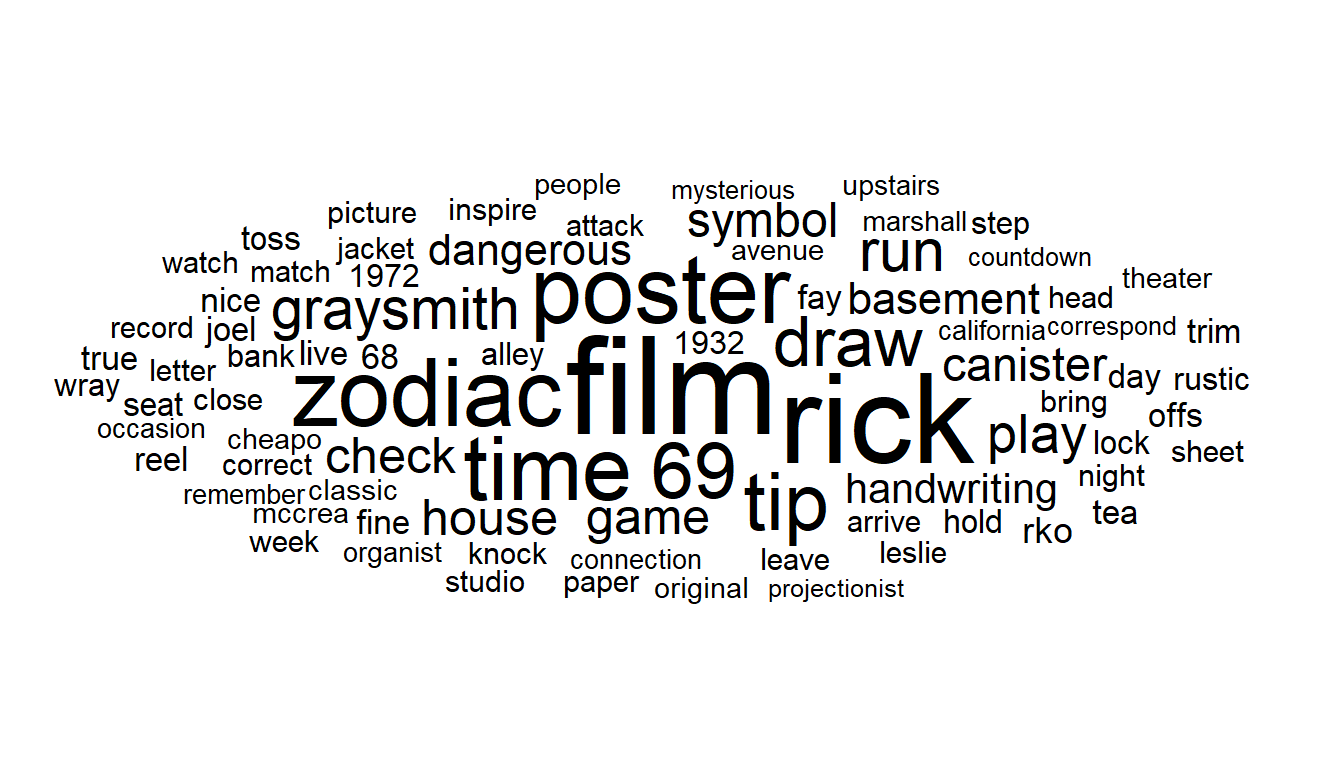 people mysterious upstairs
picture inspire attack symbol marshall step
toss jacket dangerous avenue run countdown
watch match 1972 poster theater
nice graysmith fay basement head
record joel 1932 draw california correspond trim
true bank live 68 alley canister
wray letter zodiac film rick day rustic
seat close bring offs
occasion cheapo check play lock sheet
reel correct time 69 tip handwriting night
remember classic
mccrea fine house game arrive hold rko tea
week organist knock connection leave leslie
studio paper original projectionist